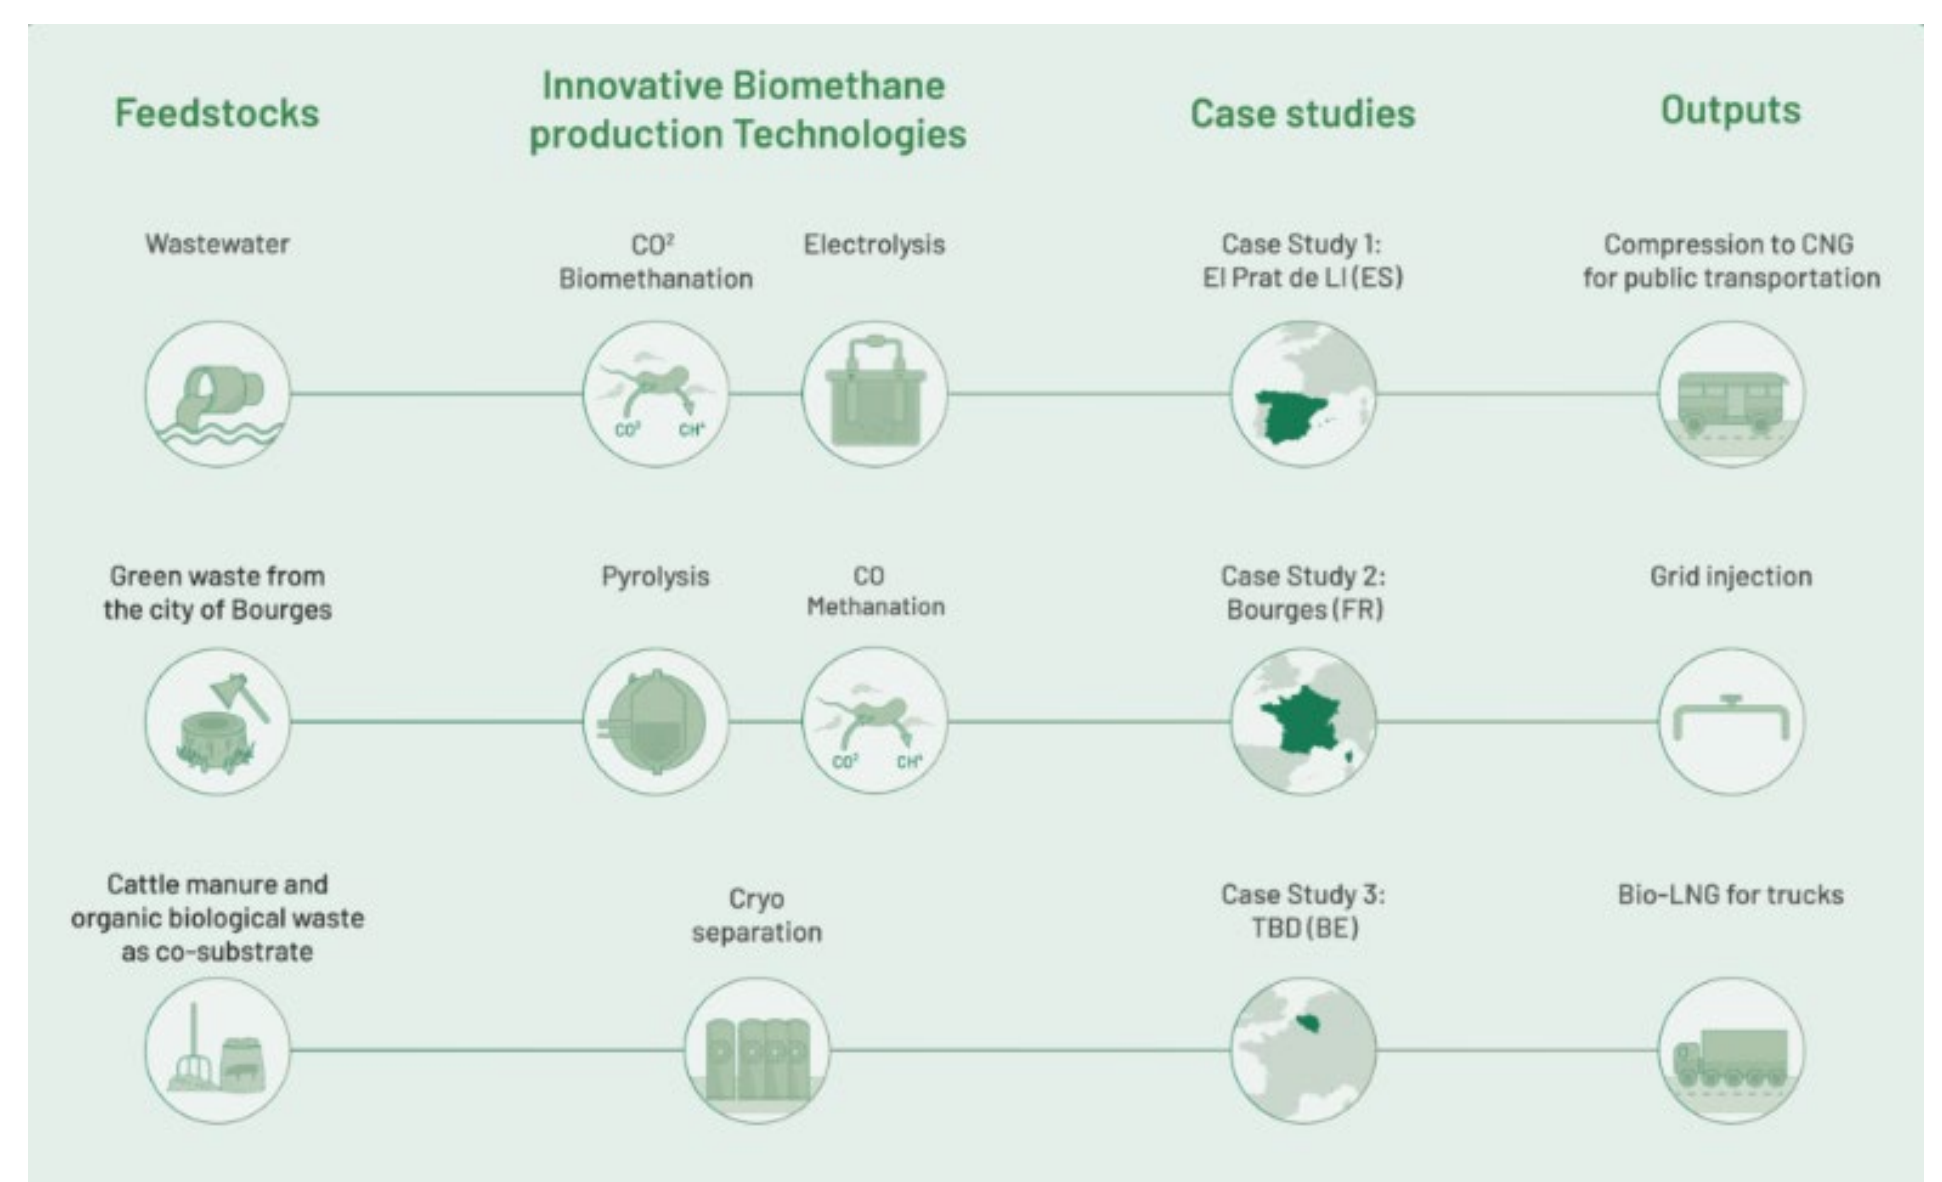 Feedstocks
Innovative Biomethane
production Technologies
Case studies
Outputs
Wastewater
CO²
Biomethanation
Electrolysis
Case Study 1:
El Prat de Ll (ES)
Compression to CNG
for public transportation
CO²
CH⁴
Green waste from
the city of Bourges
Pyrolysis
CO
Methanation
Case Study 2:
Bourges (FR)
Grid injection
CO²
CH⁴
Cattle manure and
organic biological waste
as co-substrate
Cryo
separation
Case Study 3:
TBD (BE)
Bio-LNG for trucks